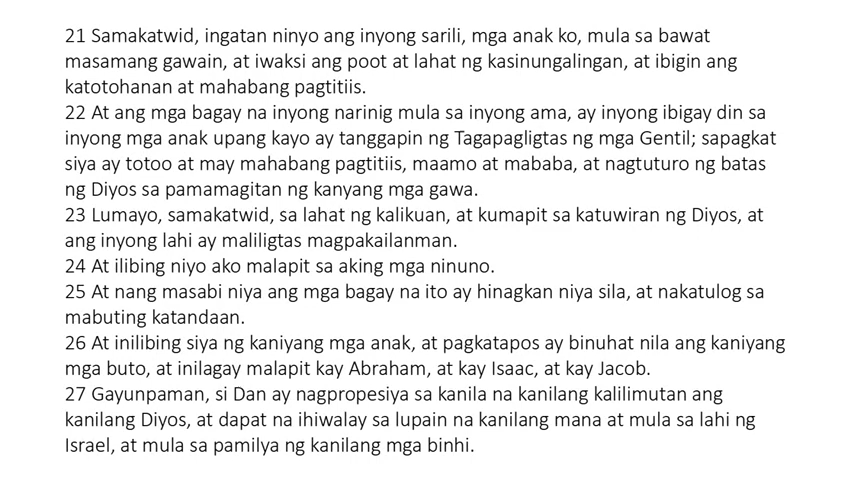 21 Samakatwid, ingatan ninyo ang inyong sarili, mga anak ko, mula sa bawat
masamang gawain, at iwaksi ang poot at lahat ng kasinungalingan, at ibigin ang
katotohanan at mahabang pagtitiis.
22 At ang mga bagay na inyong narinig mula sa inyong ama, ay inyong ibigay din sa
inyong mga anak upang kayo ay tanggapin ng Tagapagligtas ng mga Gentil; sapagkat
siya ay totoo at may mahabang pagtitiis, maamo at mababa, at nagtuturo ng batas
ng Diyos sa pamamagitan ng kanyang mga gawa.
23 Lumayo, samakatwid, sa lahat ng kalikuan, at kumapit sa katuwiran ng Diyos, at
ang inyong lahi ay maliligtas magpakailanman.
24 At ilibing niyo ako malapit sa aking mga ninuno.
25 At nang masabi niya ang mga bagay na ito ay hinagkan niya sila, at nakatulog sa
mabuting katandaan.
26 At inilibing siya ng kaniyang mga anak, at pagkatapos ay binuhat nila ang kaniyang
mga buto, at inilagay malapit kay Abraham, at kay Isaac, at kay Jacob.
27 Gayunpaman, si Dan ay nagpropesiya sa kanila na kanilang kalilimutan ang
kanilang Diyos, at dapat na ihiwalay sa lupain na kanilang mana at mula sa lahi ng
Israel, at mula sa pamilya ng kanilang mga binhi.